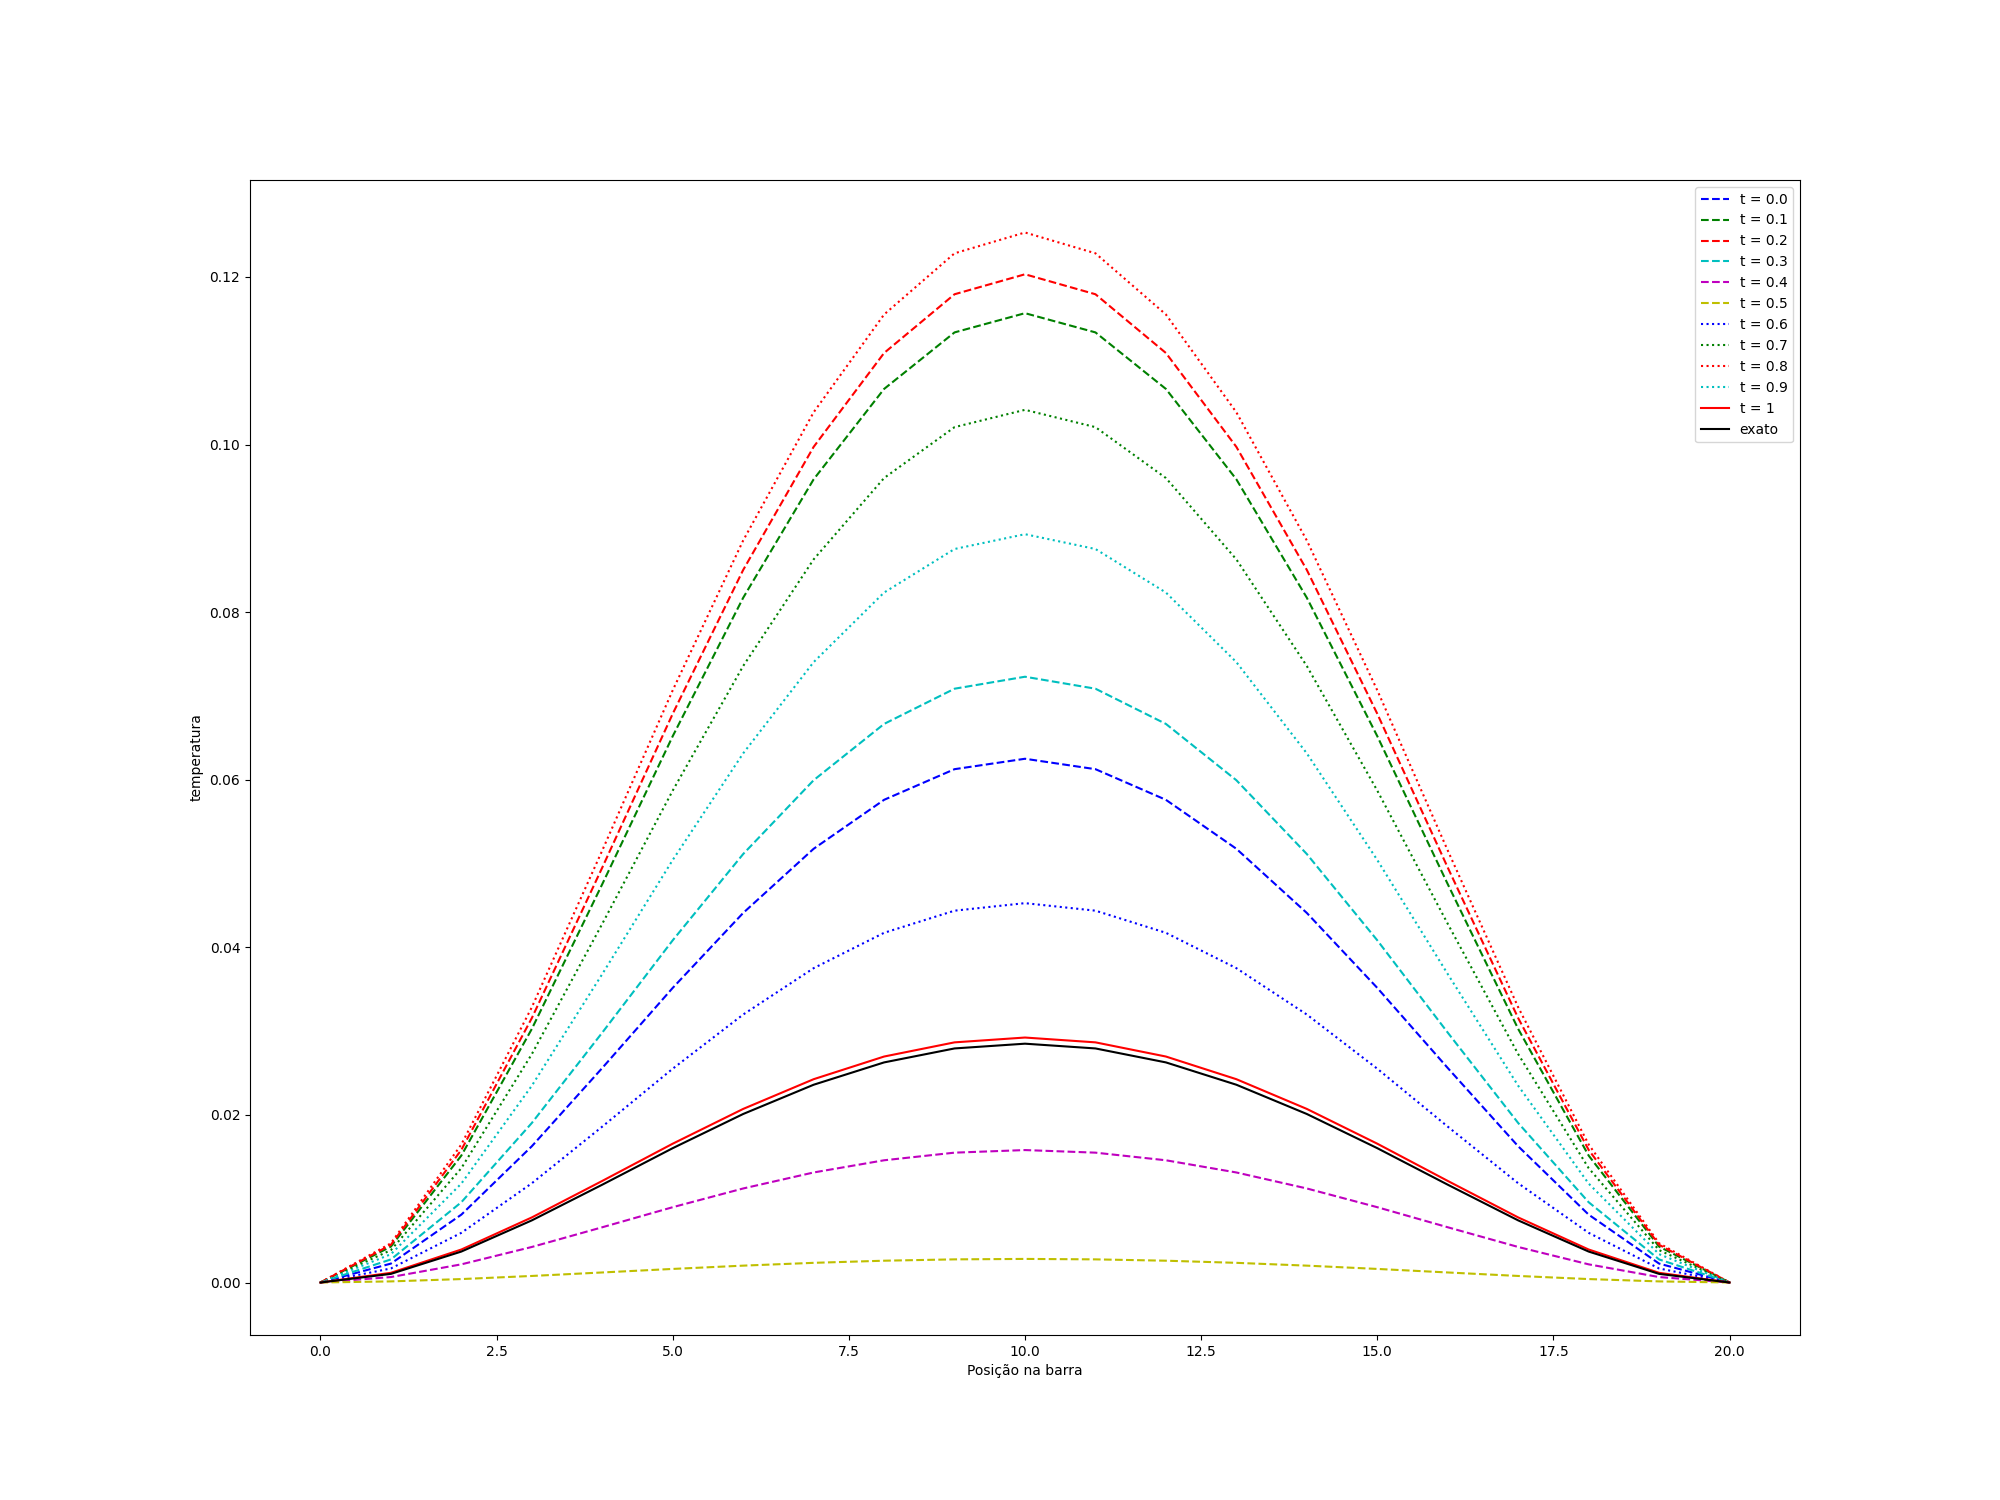 t = 0.0
t = 0.1
t = 0.2
t = 0.3
t = 0.4
t = 0.5
t = 0.6
t = 0.7
t = 0.8
t = 0.9
t = 1
exato
0.12
0.10
0.08
0.06
0.04
0.02
0.00
temperatura
0.0 2.5 5.0 7.5 10.0 12.5 15.0 17.5 20.0
Posição na barra